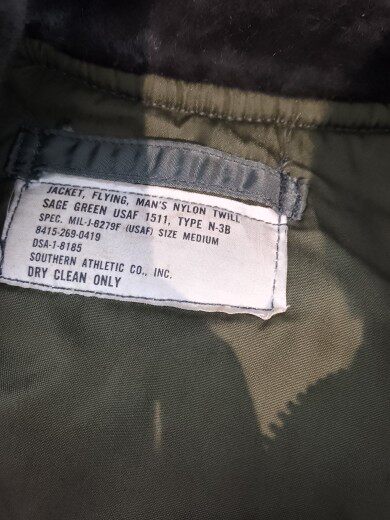 JACKET, FLYING, MAN'S NYLON TWILL
SAGE GREEN USAF 1511, TYPE N-3B
SPEC. MIL-J-6279F (USAF) SIZE MEDIUM
8415-269-0419
DSA-1-8185
SOUTHERN ATHLETIC CO., INC.
DRY CLEAN ONLY